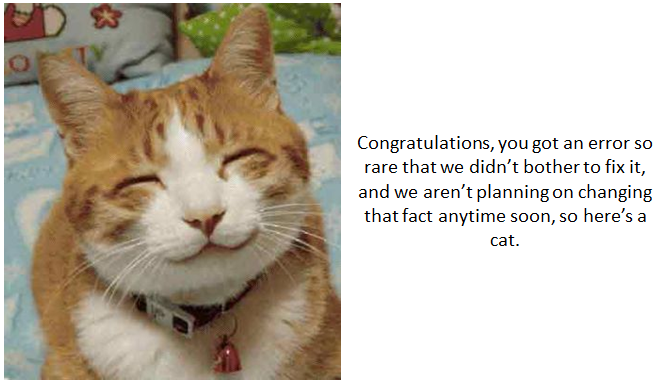 Congratulations, you got an error so
rare that we didn’t bother to fix it,
and we aren’t planning on changing
that fact anytime soon, so here’s a
cat.